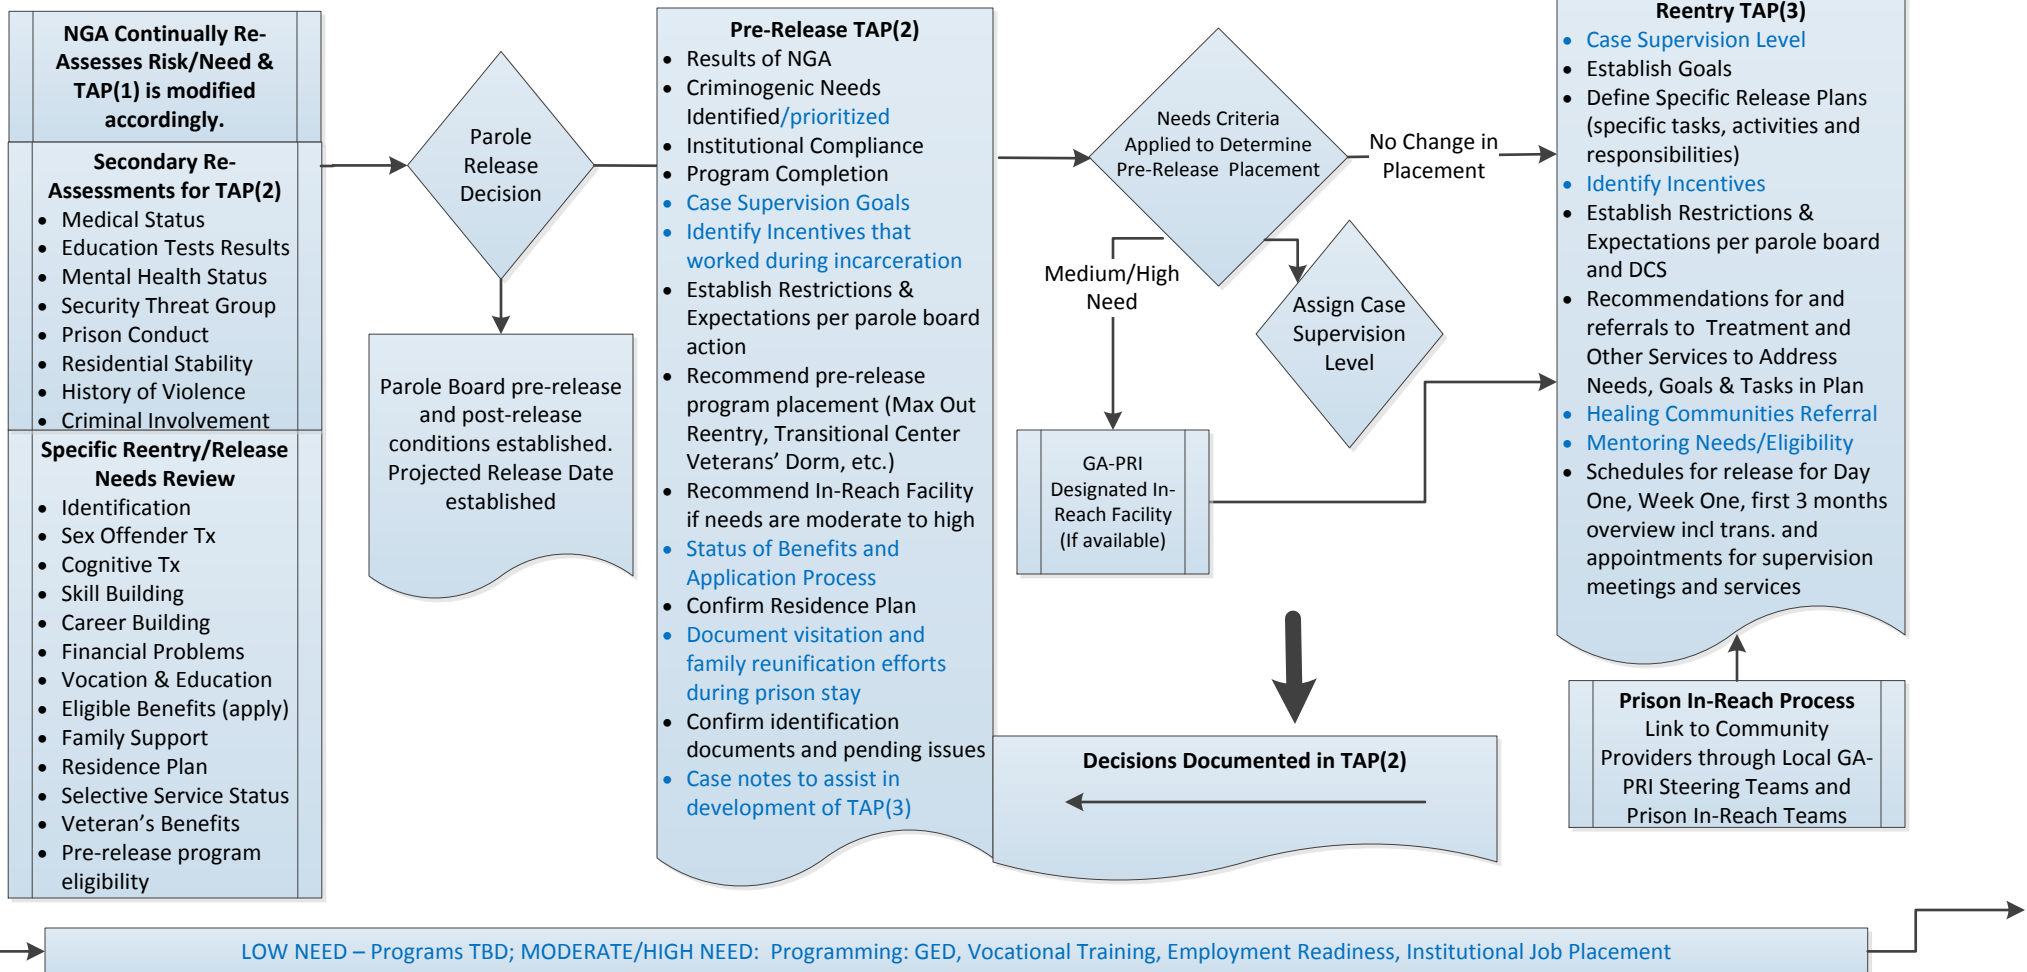 NGA Continually Re-
Assesses Risk/Need &
TAP(1) is modified
accordingly.
Secondary Re-
Assessments for TAP(2)
• Medical Status
• Education Tests Results
• Mental Health Status
• Security Threat Group
• Prison Conduct
• Residential Stability
• History of Violence
• Criminal Involvement
Specific Reentry/Release
Needs Review
• Identification
• Sex Offender Tx
• Cognitive Tx
• Skill Building
• Career Building
• Financial Problems
• Vocation & Education
• Eligible Benefits (apply)
• Family Support
• Residence Plan
• Selective Service Status
• Veteran's Benefits
• Pre-release program
eligibility
Parole
Release
Decision
Parole Board pre-release
and post-release
conditions established.
Projected Release Date
established
Pre-Release TAP(2)
• Results of NGA
• Criminogenic Needs
Identified/prioritized
• Institutional Compliance
• Program Completion
• Case Supervision Goals
• Identify Incentives that
worked during incarceration
• Establish Restrictions &
Expectations per parole board
action
• Recommend pre-release
program placement (Max Out
Reentry, Transitional Center
Veterans' Dorm, etc.)
• Recommend In-Reach Facility
if needs are moderate to high
• Status of Benefits and
Application Process
• Confirm Residence Plan
• Document visitation and
family reunification efforts
during prison stay
• Confirm identification
documents and pending issues
• Case notes to assist in
development of TAP(3)
Needs Criteria
Applied to Determine
Pre-Release Placement
No Change in
Placement
Medium/High
Need
Assign Case
Supervision
Level
GA-PRI
Designated In-
Reach Facility
(If available)
Decisions Documented in TAP(2)
Reentry TAP(3)
• Case Supervision Level
• Establish Goals
• Define Specific Release Plans
(specific tasks, activities and
responsibilities)
• Identify Incentives
• Establish Restrictions &
Expectations per parole board
and DCS
• Recommendations for and
referrals to Treatment and
Other Services to Address
Needs, Goals & Tasks in Plan
• Healing Communities Referral
• Mentoring Needs/Eligibility
• Schedules for release for Day
One, Week One, first 3 months
overview incl trans. and
appointments for supervision
meetings and services
Prison In-Reach Process
Link to Community
Providers through Local GA-
PRI Steering Teams and
Prison In-Reach Teams
LOW NEED – Programs TBD; MODERATE/HIGH NEED: Programming: GED, Vocational Training, Employment Readiness, Institutional Job Placement